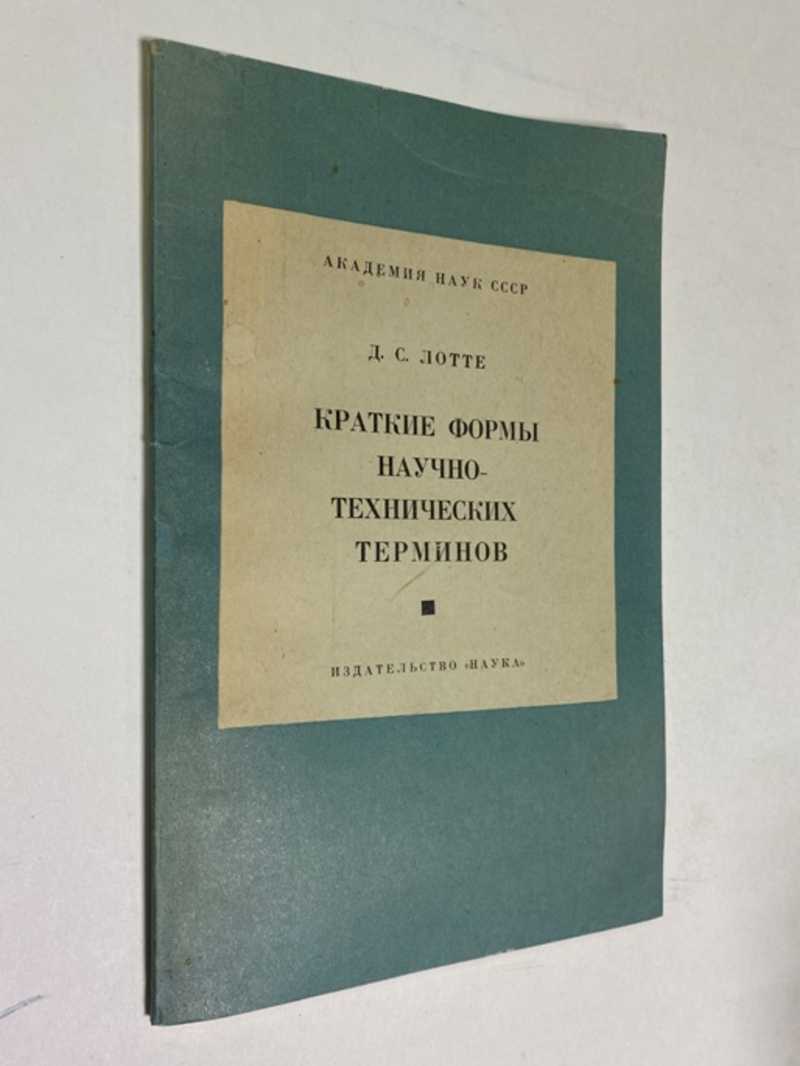 АКАДЕМИЯ НАУК СССР
Д. С. ЛОТТЕ
КРАТКИЕ ФОРМЫ
НАУЧНО-
ТЕХНИЧЕСКИХ
ТЕРМИНОВ
ИЗДАТЕЛЬСТВО «НАУКА»